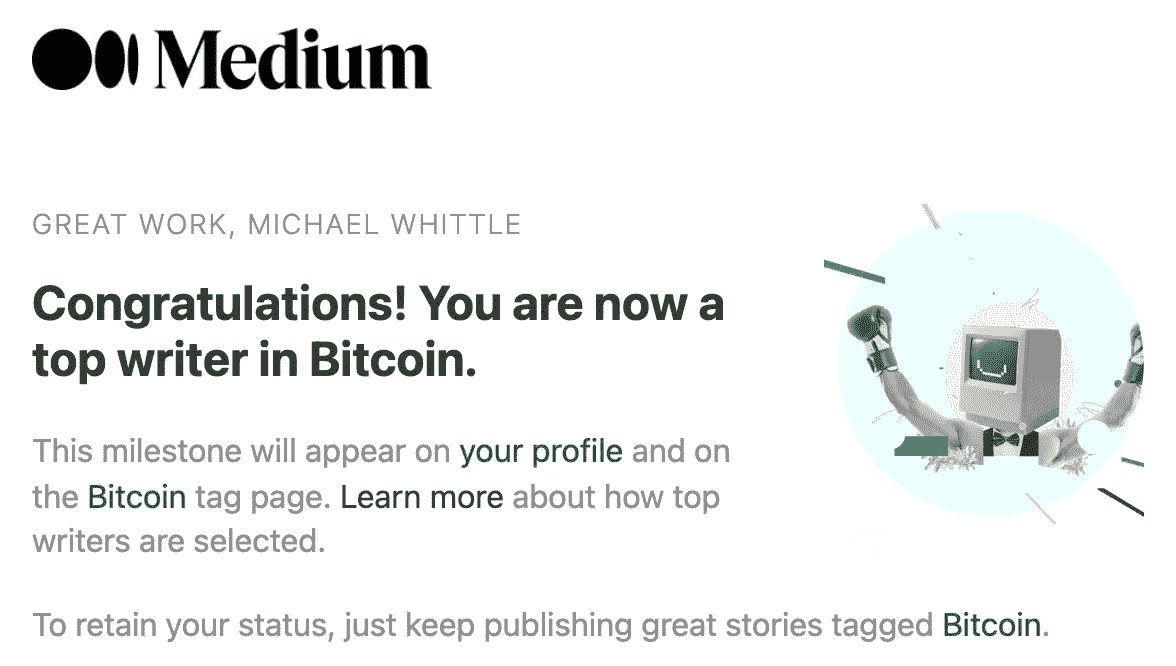 Medium
GREAT WORK, MICHAEL WHITTLE
Congratulations! You are now a
top writer in Bitcoin.
This milestone will appear on your profile and on
the Bitcoin tag page. Learn more about how top
writers are selected.
To retain your status, just keep publishing great stories tagged Bitcoin.